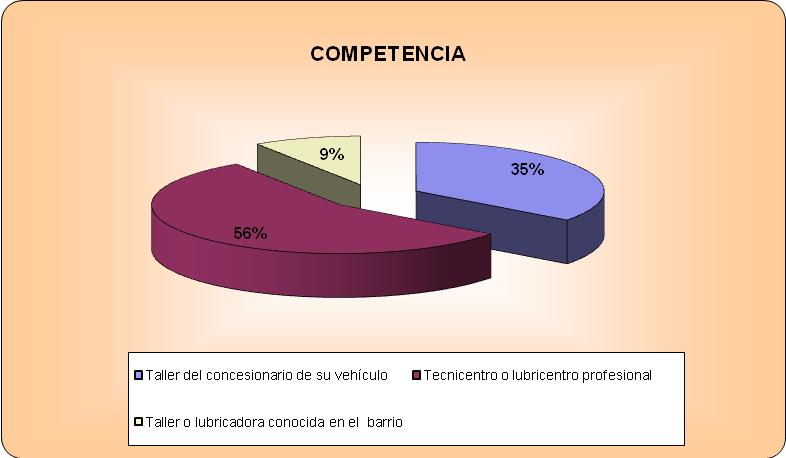 COMPETENCIA
9%
35%
56%
Taller del concesionario de su vehículo
Tecnicentro o lubricentro profesional
Taller o lubricadora conocida en el barrio